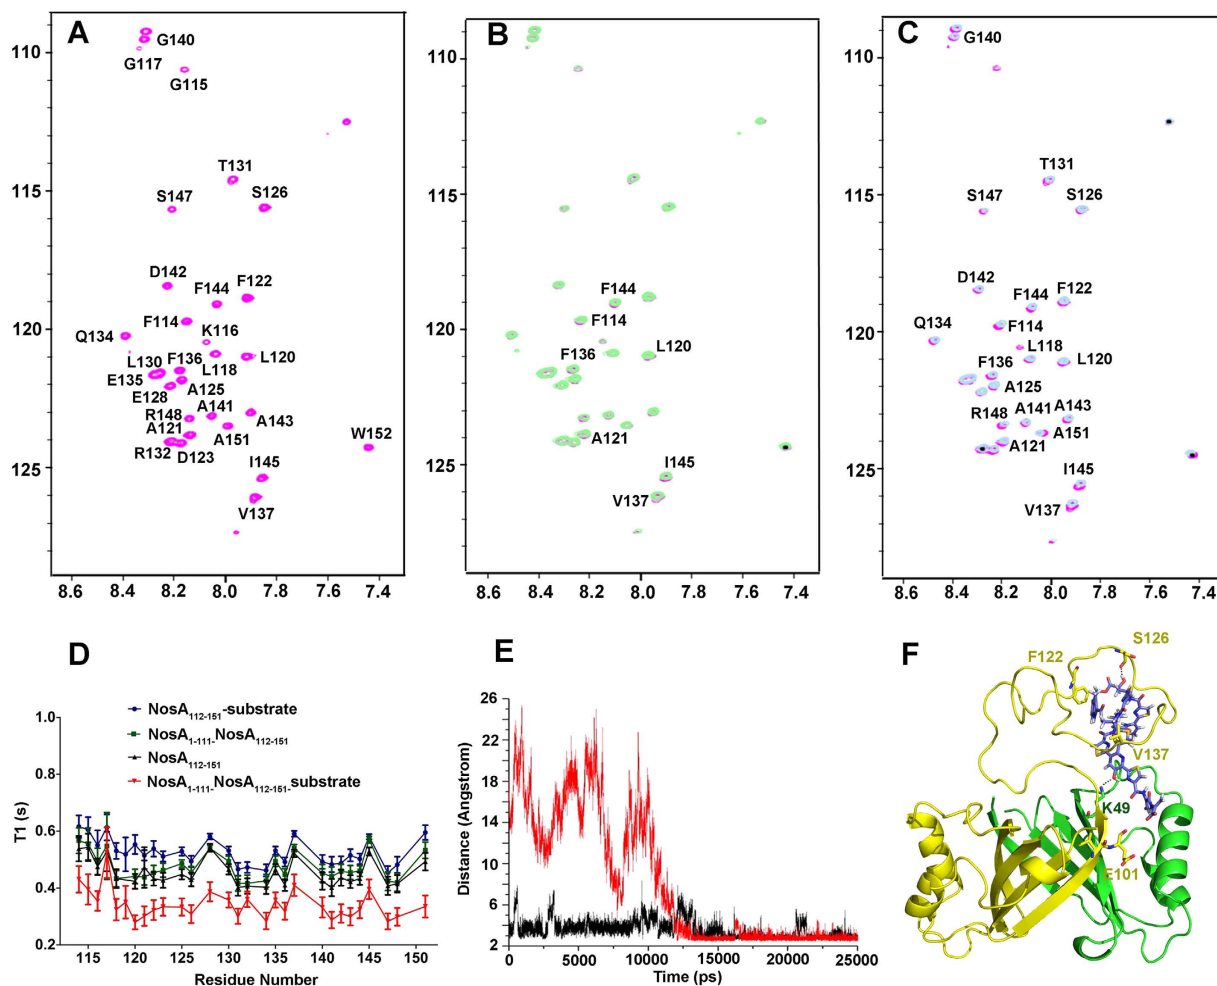 A
110
115
120
125
G140
G117
G115
T131
S147
S126
D142
F144
F122
F114
K116
Q134
L130
F136
L118
L120
E135
A125
E128
A141
R148
A143
A121
A151
R132
D123
W152
I145
V137
8.6 8.4 8.2 8.0 7.8 7.6 7.4
B
110
115
120
125
F144
F114
F136
L120
A121
I145
V137
8.6 8.4 8.2 8.0 7.8 7.6 7.4
C
110
115
120
125
G140
T131
S147
S126
D142
F144
F122
Q134
F114
L118
F136
L120
A125
R148
A141
A143
A121
A151
I145
V137
8.6 8.4 8.2 8.0 7.8 7.6 7.4
D
NosA112-151-substrate
NosA1-111-NosA112-151
NosA112-151
NosA1-111-NosA112-151-substrate
T1 (s)
1.0
0.8
0.6
0.4
0.2
115 120 125 130 135 140 145 150
Residue Number
E
Distance (Angstrom)
26
22
18
14
10
6
2
0 5000 10000 15000 20000 25000
Time (ps)
F
S126
F122
V137
K49
E101